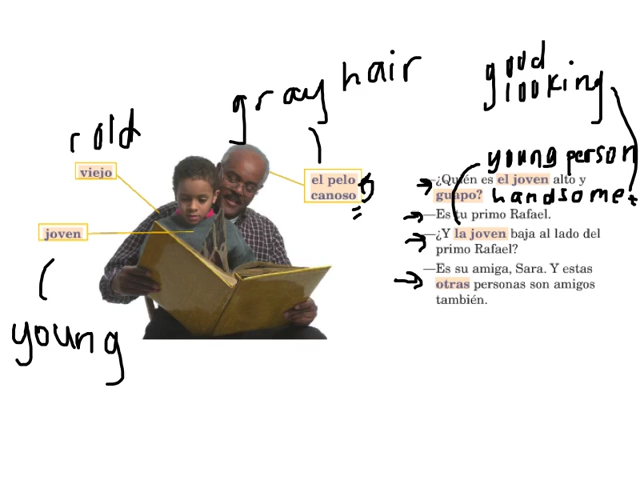 good
looking
gray hair
old
young person
viejo
el pelo
canoso
—¿Quién es el joven alto y
guapo?
handsome
—Es tu primo Rafael.
joven
—¿Y la joven baja al lado del
primo Rafael?
—Es su amiga, Sara. Y estas
otras personas son amigos
también.
young